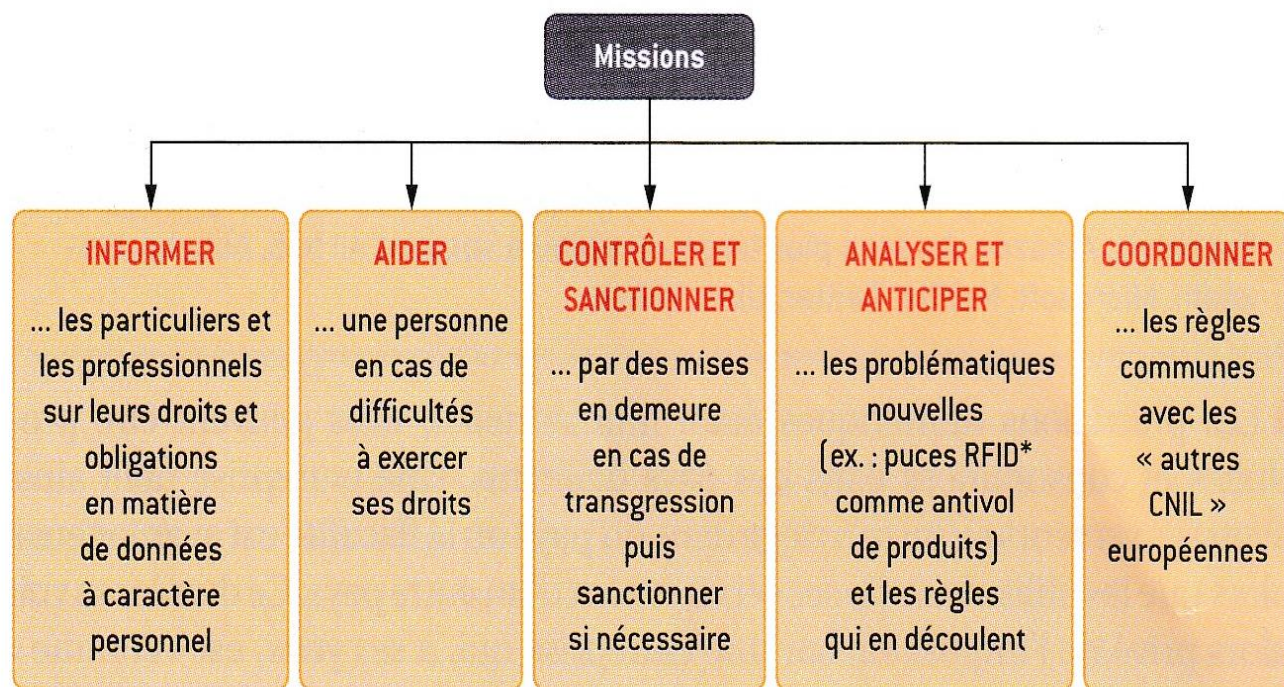 Missions
INFORMER
... les particuliers et
les professionnels
sur leurs droits et
obligations
en matière
de données
à caractère
personnel
AIDER
... une personne
en cas de
difficultés
à exercer
ses droits
CONTRÔLER ET
SANCTIONNER
... par des mises
en demeure
en cas de
transgression
puis
sanctionner
si nécessaire
ANALYSER ET
ANTICIPER
... les problématiques
nouvelles
(ex. : puces RFID*
comme antivol
de produits)
et les règles
qui en découlent
COORDONNER
... les règles
communes
avec les
« autres
CNIL »
européennes